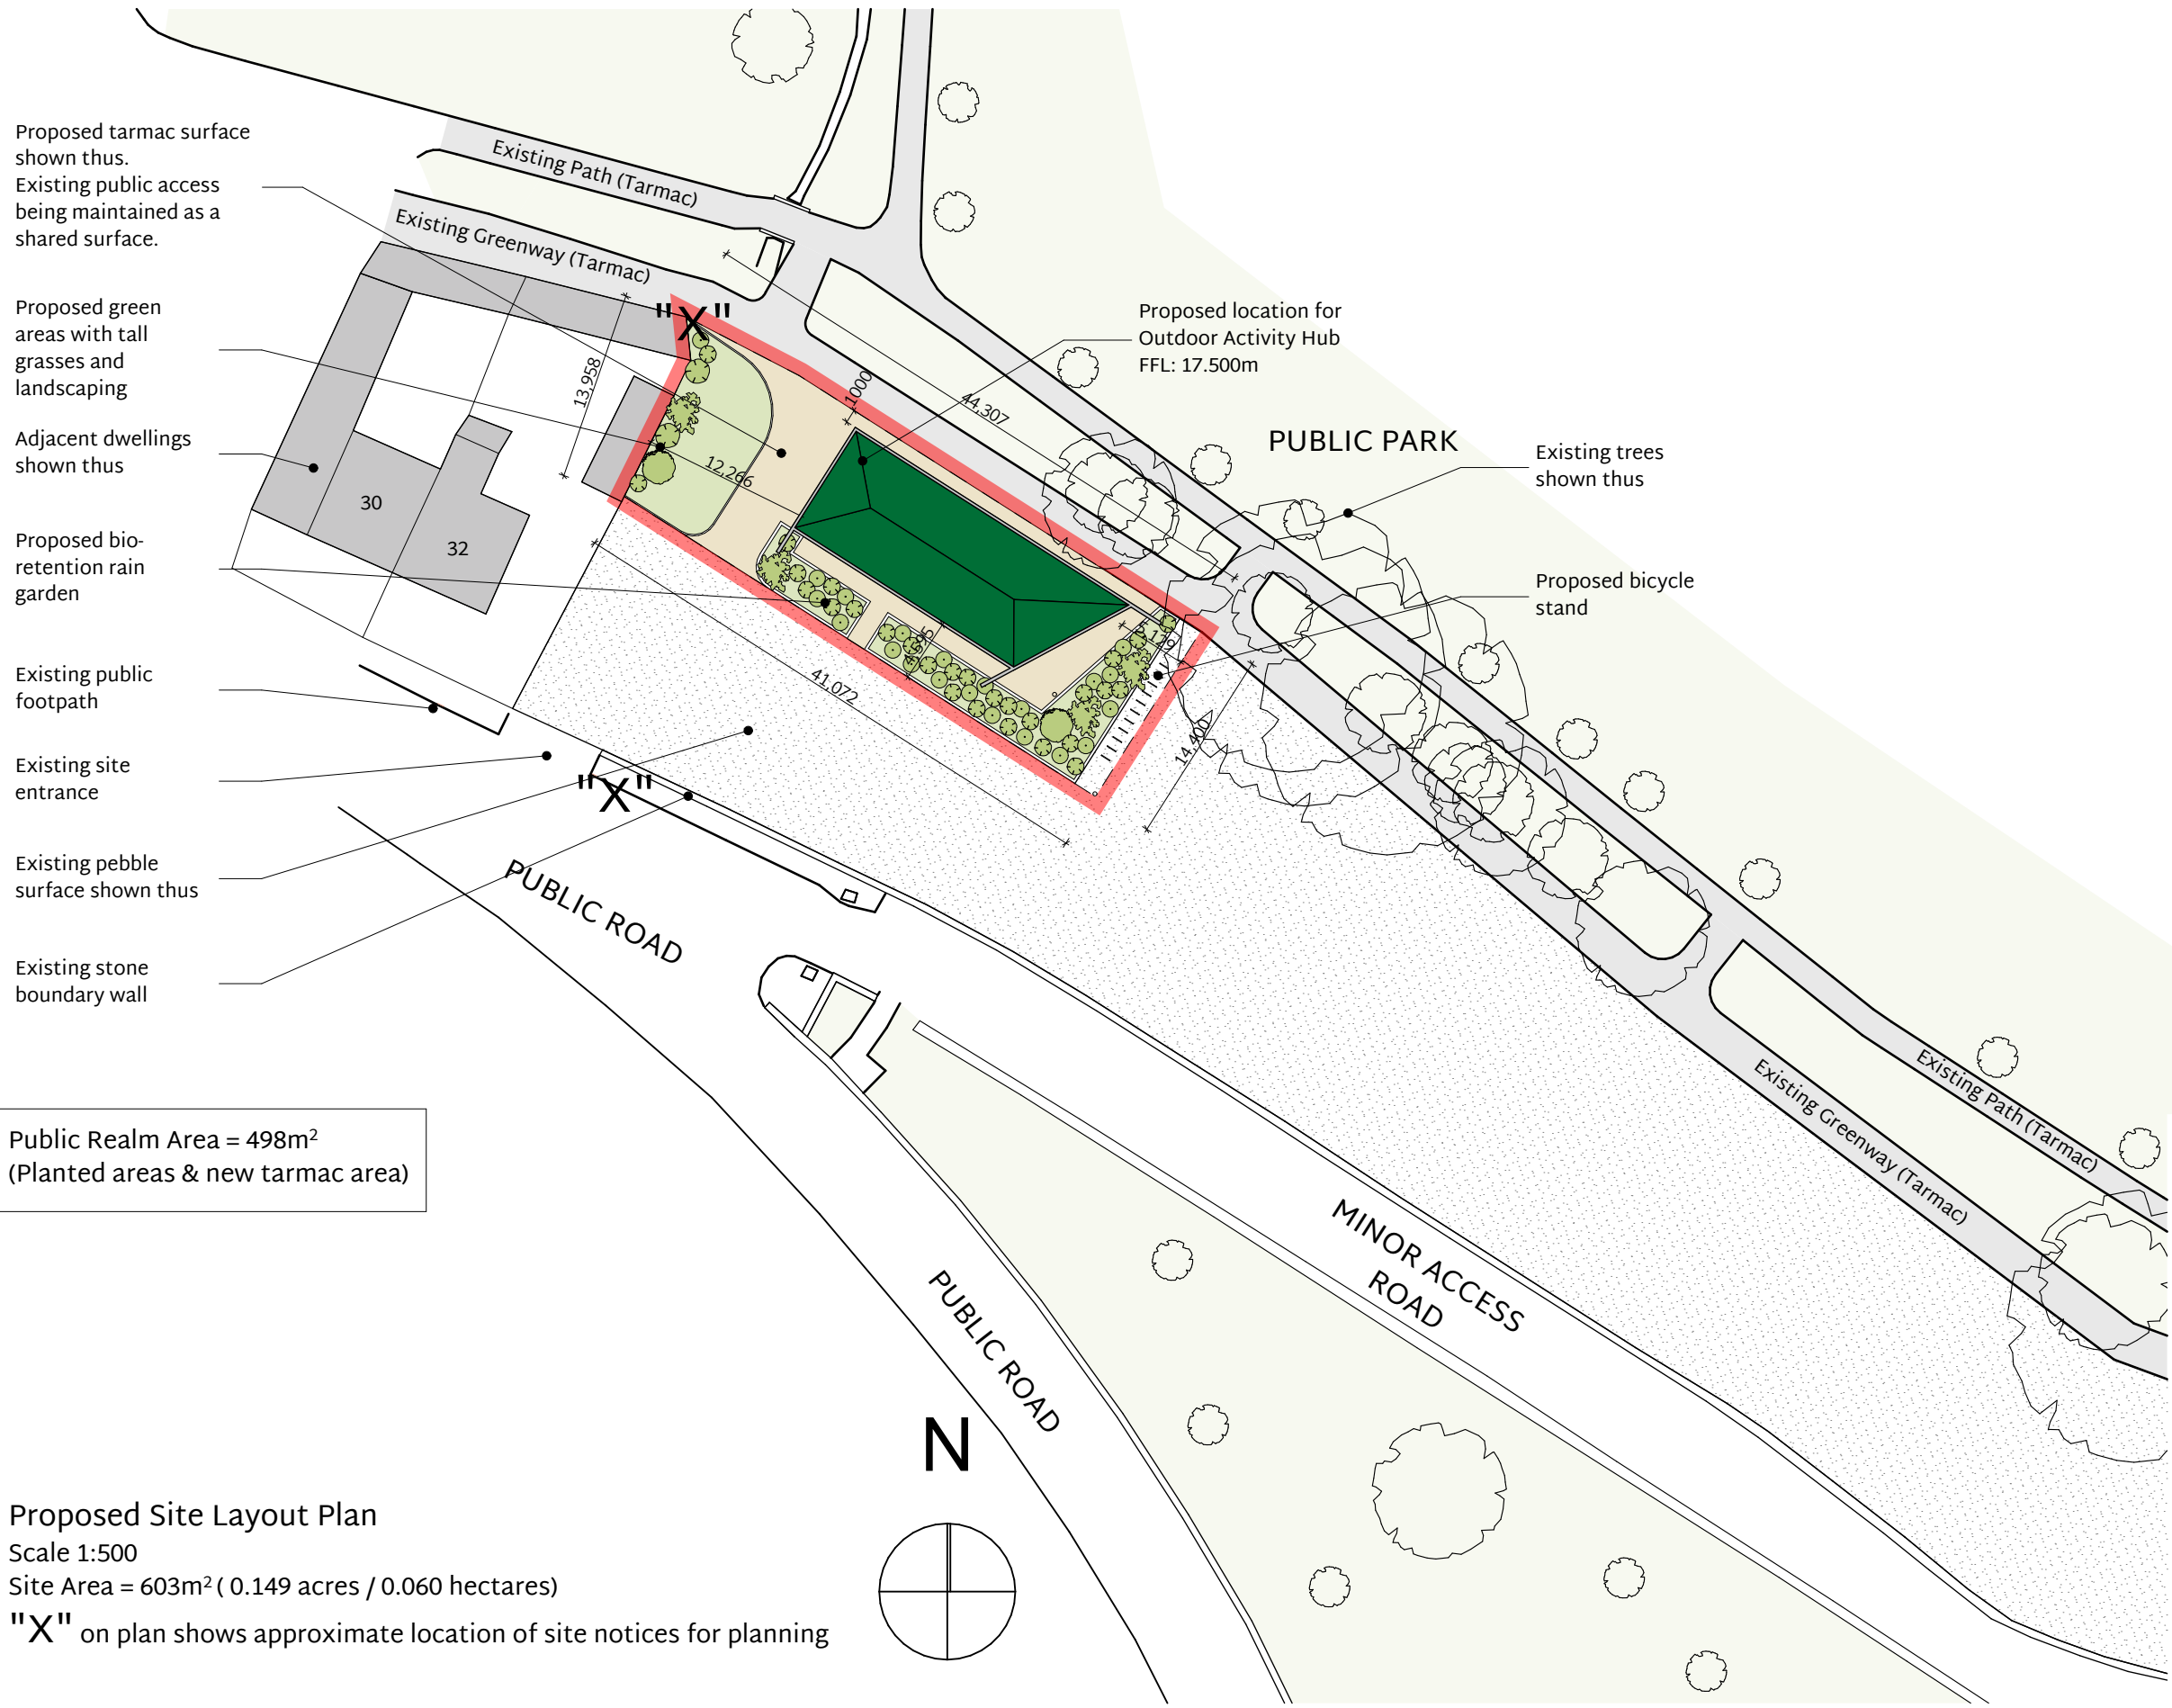 Proposed tarmac surface
shown thus.
Existing public access
being maintained as a
shared surface.
Proposed green
areas with tall
grasses and
landscaping
Adjacent dwellings
shown thus
Proposed bio-
retention rain
garden
Existing public
footpath
Existing site
entrance
Existing pebble
surface shown thus
Existing stone
boundary wall
Existing Path (Tarmac)
Existing Greenway (Tarmac)
"X"
13,958
1000
44,307
12,266
30
32
41,072
14,400
Proposed location for
Outdoor Activity Hub
FFL: 17.500m
PUBLIC PARK
Existing trees
shown thus
Proposed bicycle
stand
"X"
PUBLIC ROAD
PUBLIC ROAD
MINOR ACCESS
ROAD
Existing Path (Tarmac)
Existing Greenway (Tarmac)
Public Realm Area = 498m²
(Planted areas & new tarmac area)
N
Proposed Site Layout Plan
Scale 1:500
Site Area = 603m² ( 0.149 acres / 0.060 hectares)
"X" on plan shows approximate location of site notices for planning